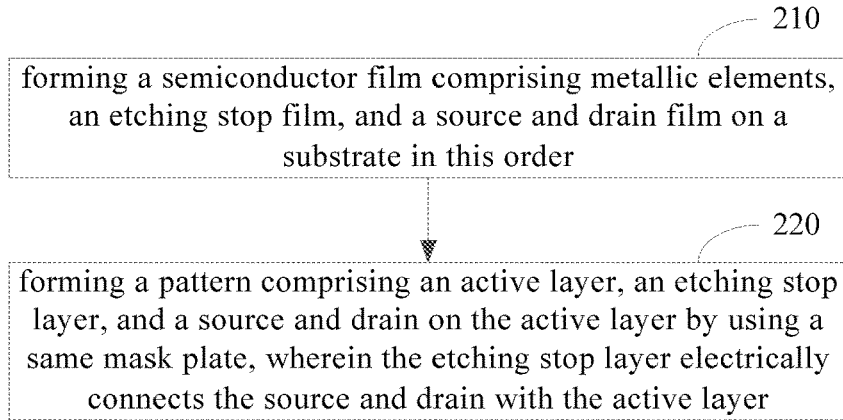 210
forming a semiconductor film comprising metallic elements,
an etching stop film, and a source and drain film on a
substrate in this order
220
forming a pattern comprising an active layer, an etching stop
layer, and a source and drain on the active layer by using a
same mask plate, wherein the etching stop layer electrically
connects the source and drain with the active layer